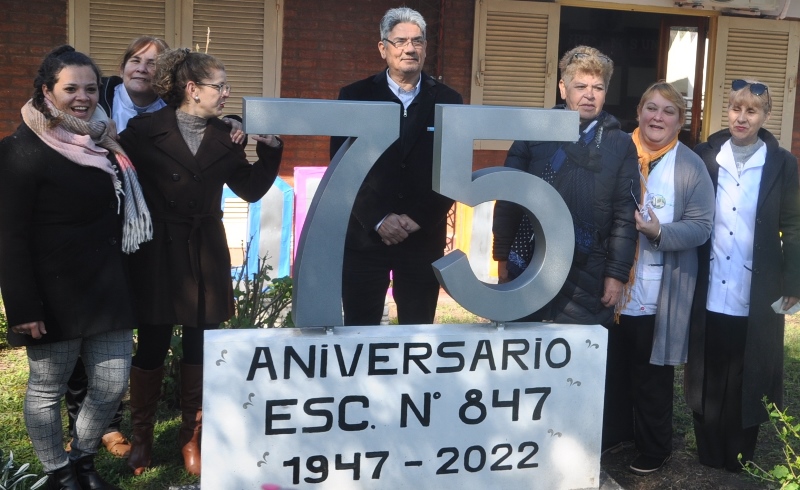 75
ANiVERSARiO
ESC. N° 847
1947 - 2022